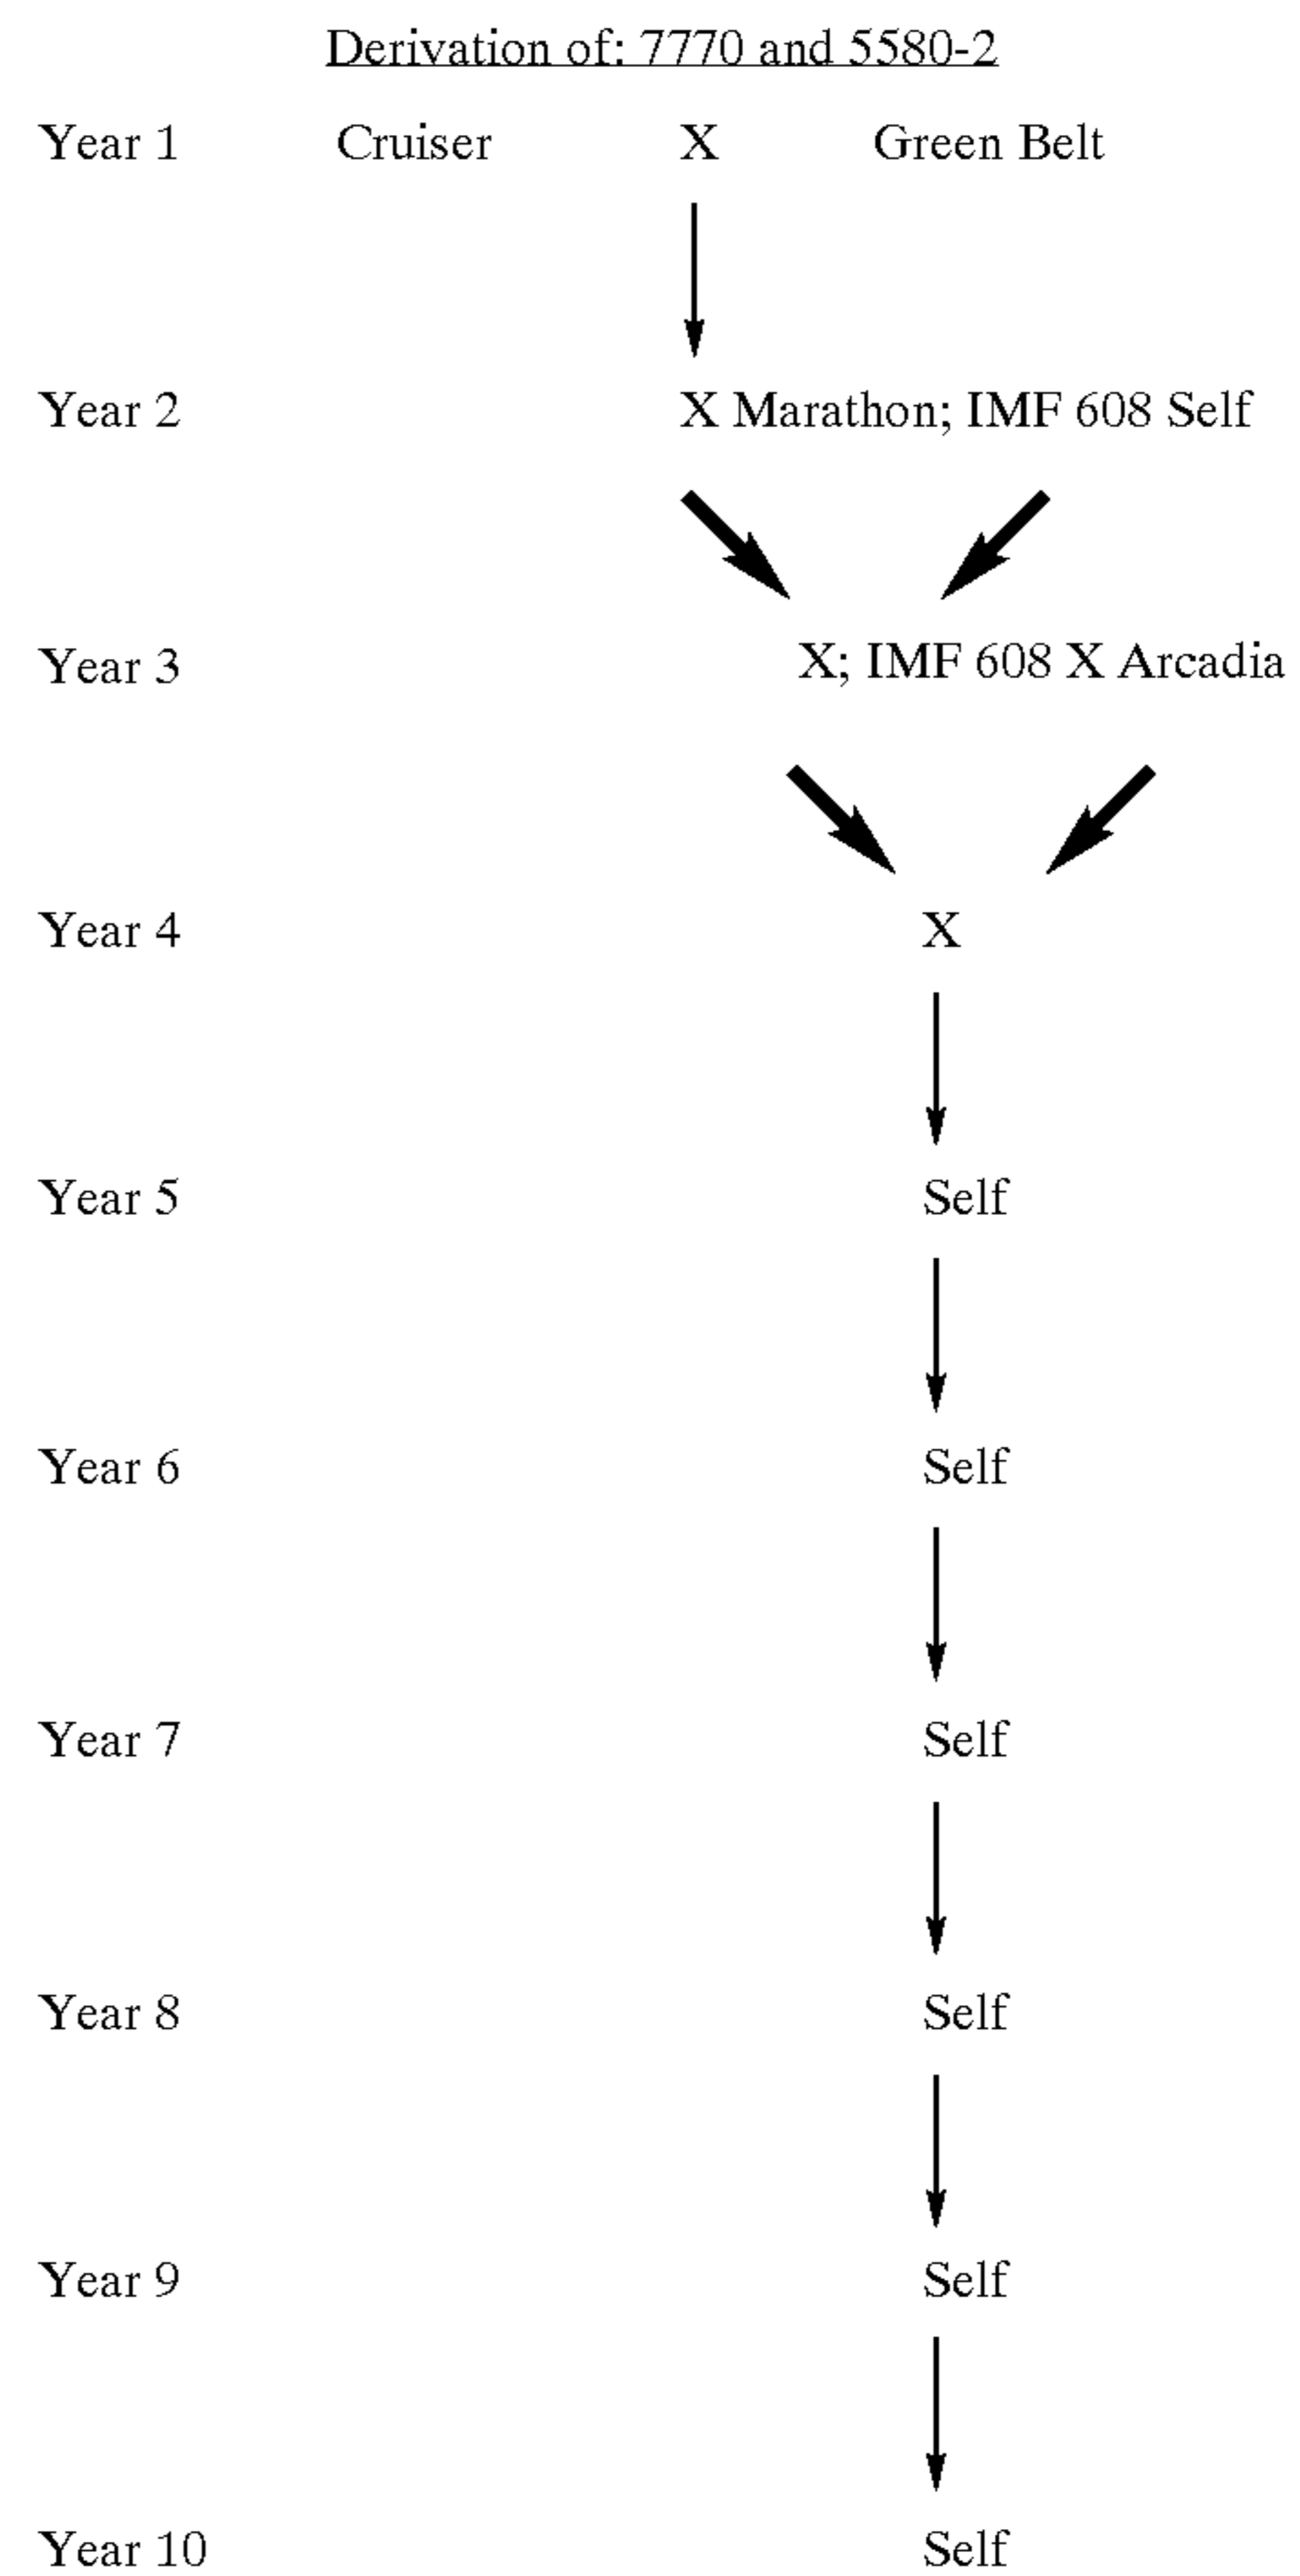 Derivation of: 7770 and 5580-2
Year 1 Cruiser X Green Belt
Year 2 X Marathon; IMF 608 Self
Year 3 X; IMF 608 X Arcadia
Year 4 X
Year 5 Self
Year 6 Self
Year 7 Self
Year 8 Self
Year 9 Self
Year 10 Self